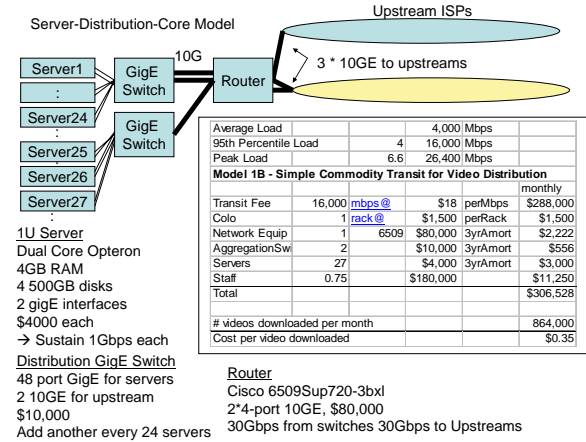 Server-Distribution-Core Model
Upstream ISPs
10G
3 * 10GE to upstreams
Server1
:
Server24
Server25
Server26
Server27
:
GigE
Switch
GigE
Switch
Router
Average Load 4,000 Mbps
95th Percentile Load 4 16,000 Mbps
Peak Load 6.6 26,400 Mbps
Model 1B - Simple Commodity Transit for Video Distribution
monthly
Transit Fee 16,000 mbps@ $18 perMbps $288,000
Colo 1 rack@ $1,500 perRack $1,500
Network Equip 1 6509 $80,000 3yrAmort $2,222
AggregationSwi 2 $10,000 3yrAmort $556
Servers 27 $4,000 3yrAmort $3,000
Staff 0.75 $180,000 $11,250
Total $306,528
# videos downloaded per month 864,000
Cost per video downloaded $0.35
1U Server
Dual Core Opteron
4GB RAM
4 500GB disks
2 gigE interfaces
$4000 each
→ Sustain 1Gbps each
Distribution GigE Switch
48 port GigE for servers
2 10GE for upstream
$10,000
Add another every 24 servers
Router
Cisco 6509Sup720-3bxl
2*4-port 10GE, $80,000
30Gbps from switches 30Gbps to Upstreams